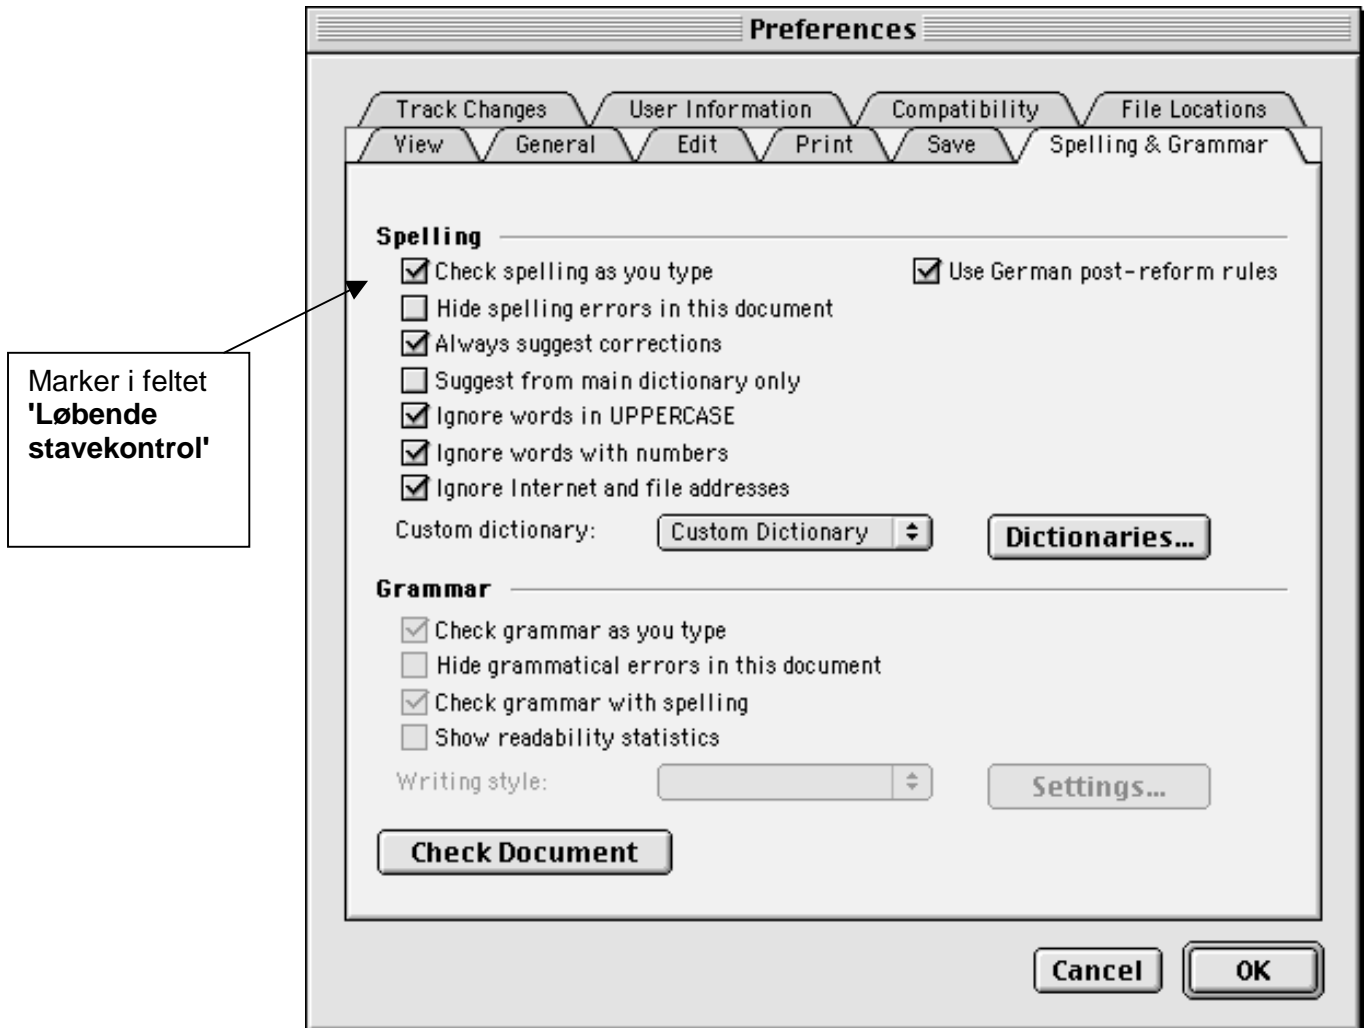 Preferences
Track Changes User Information Compatibility File Locations
View General Edit Print Save Spelling & Grammar
Spelling
Check spelling as you type Use German post-reform rules
Hide spelling errors in this document
Always suggest corrections
Suggest from main dictionary only
Ignore words in UPPERCASE
Ignore words with numbers
Ignore Internet and file addresses
Custom dictionary: Custom Dictionary Dictionaries...
Grammar
Check grammar as you type
Hide grammatical errors in this document
Check grammar with spelling
Show readability statistics
Writing style: Settings...
Check Document
Cancel OK
Marker i feltet
'Løbende
stavekontrol'